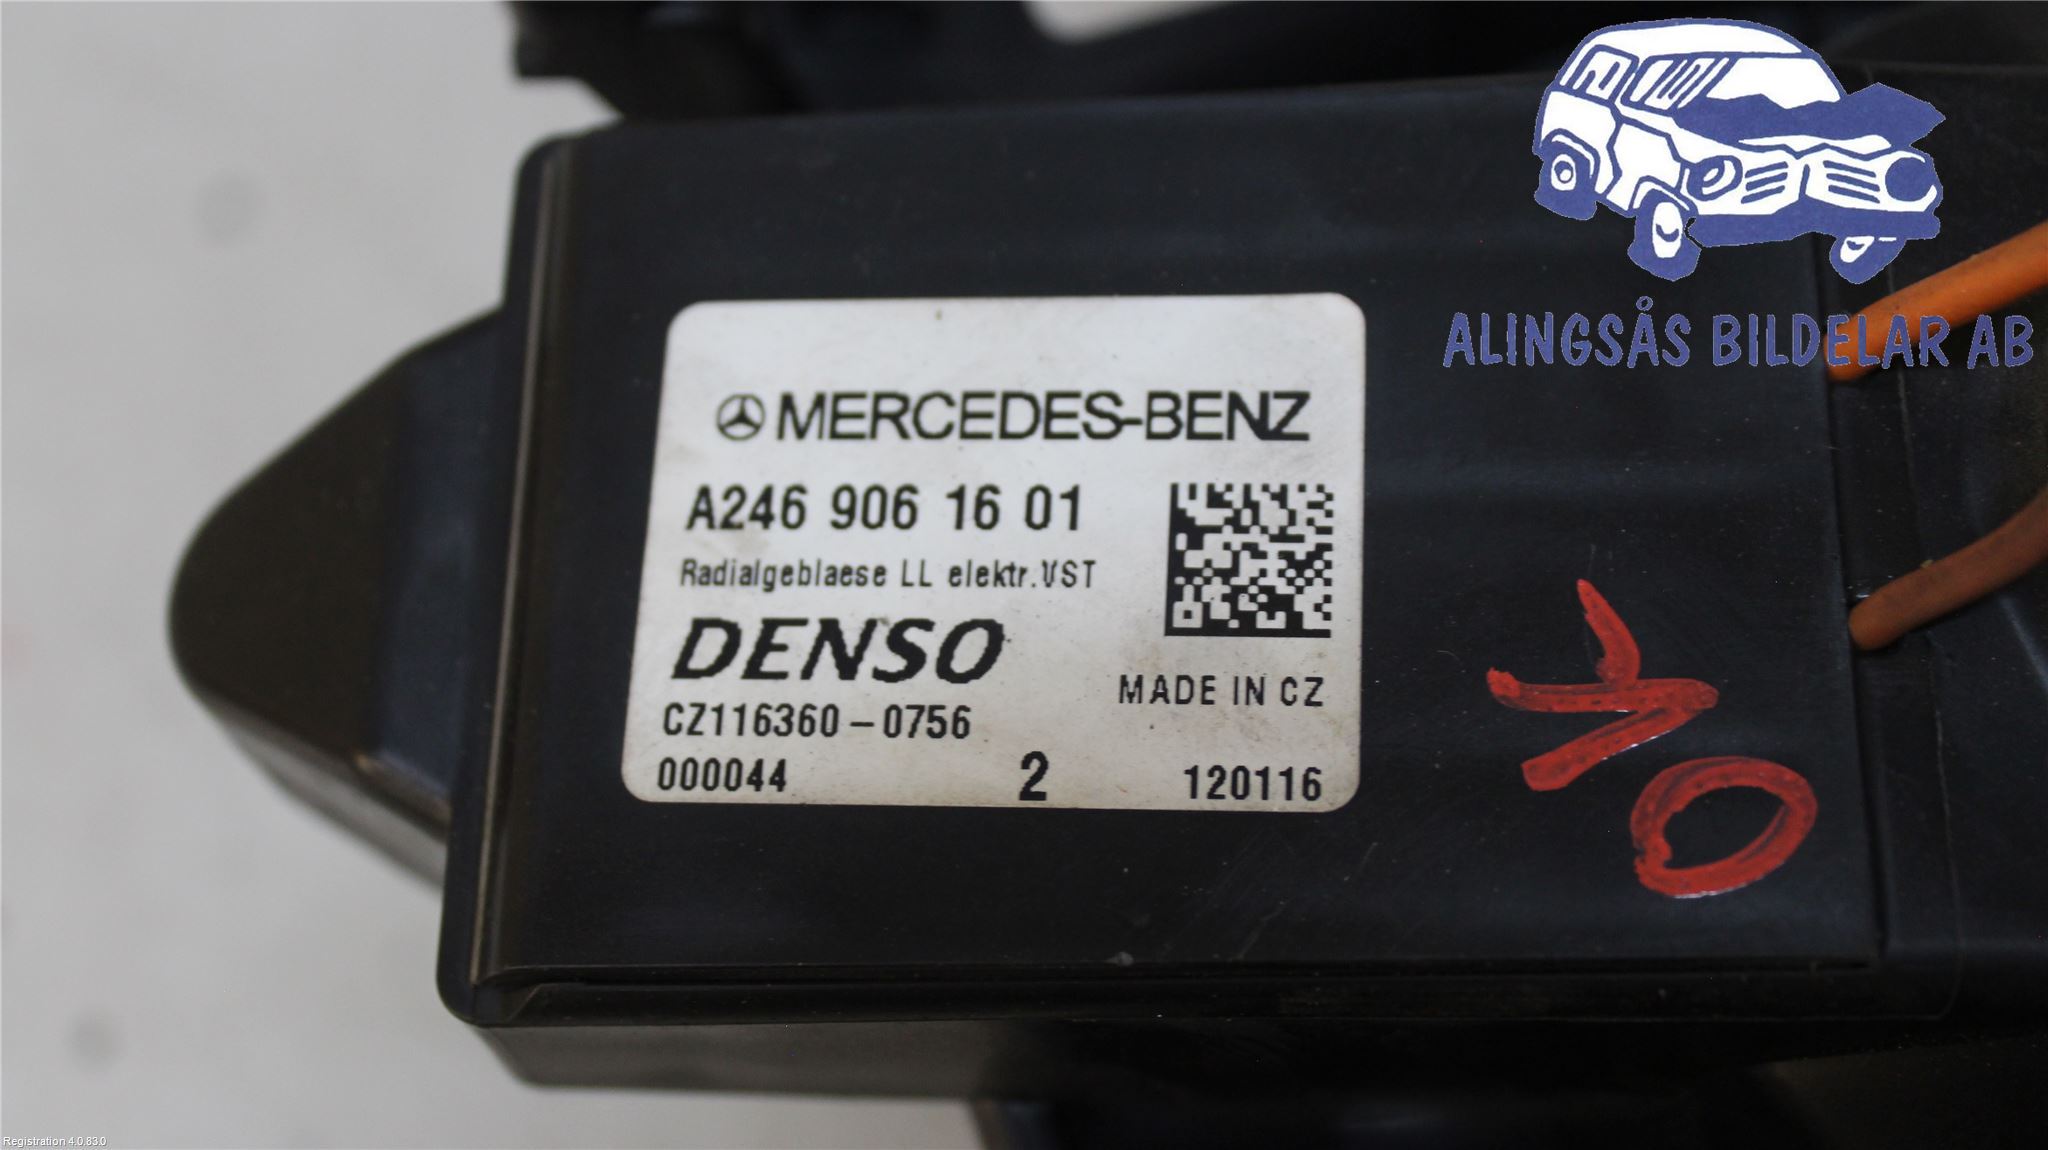 ALINGSÅS BILDELAR AB
MERCEDES-BENZ
A246 906 16 01
Radialgeblaese LL elektr.VST
DENSO
MADE IN CZ
CZ116360-0756
000044 2 120116
OK
Registration 4.0.83.0